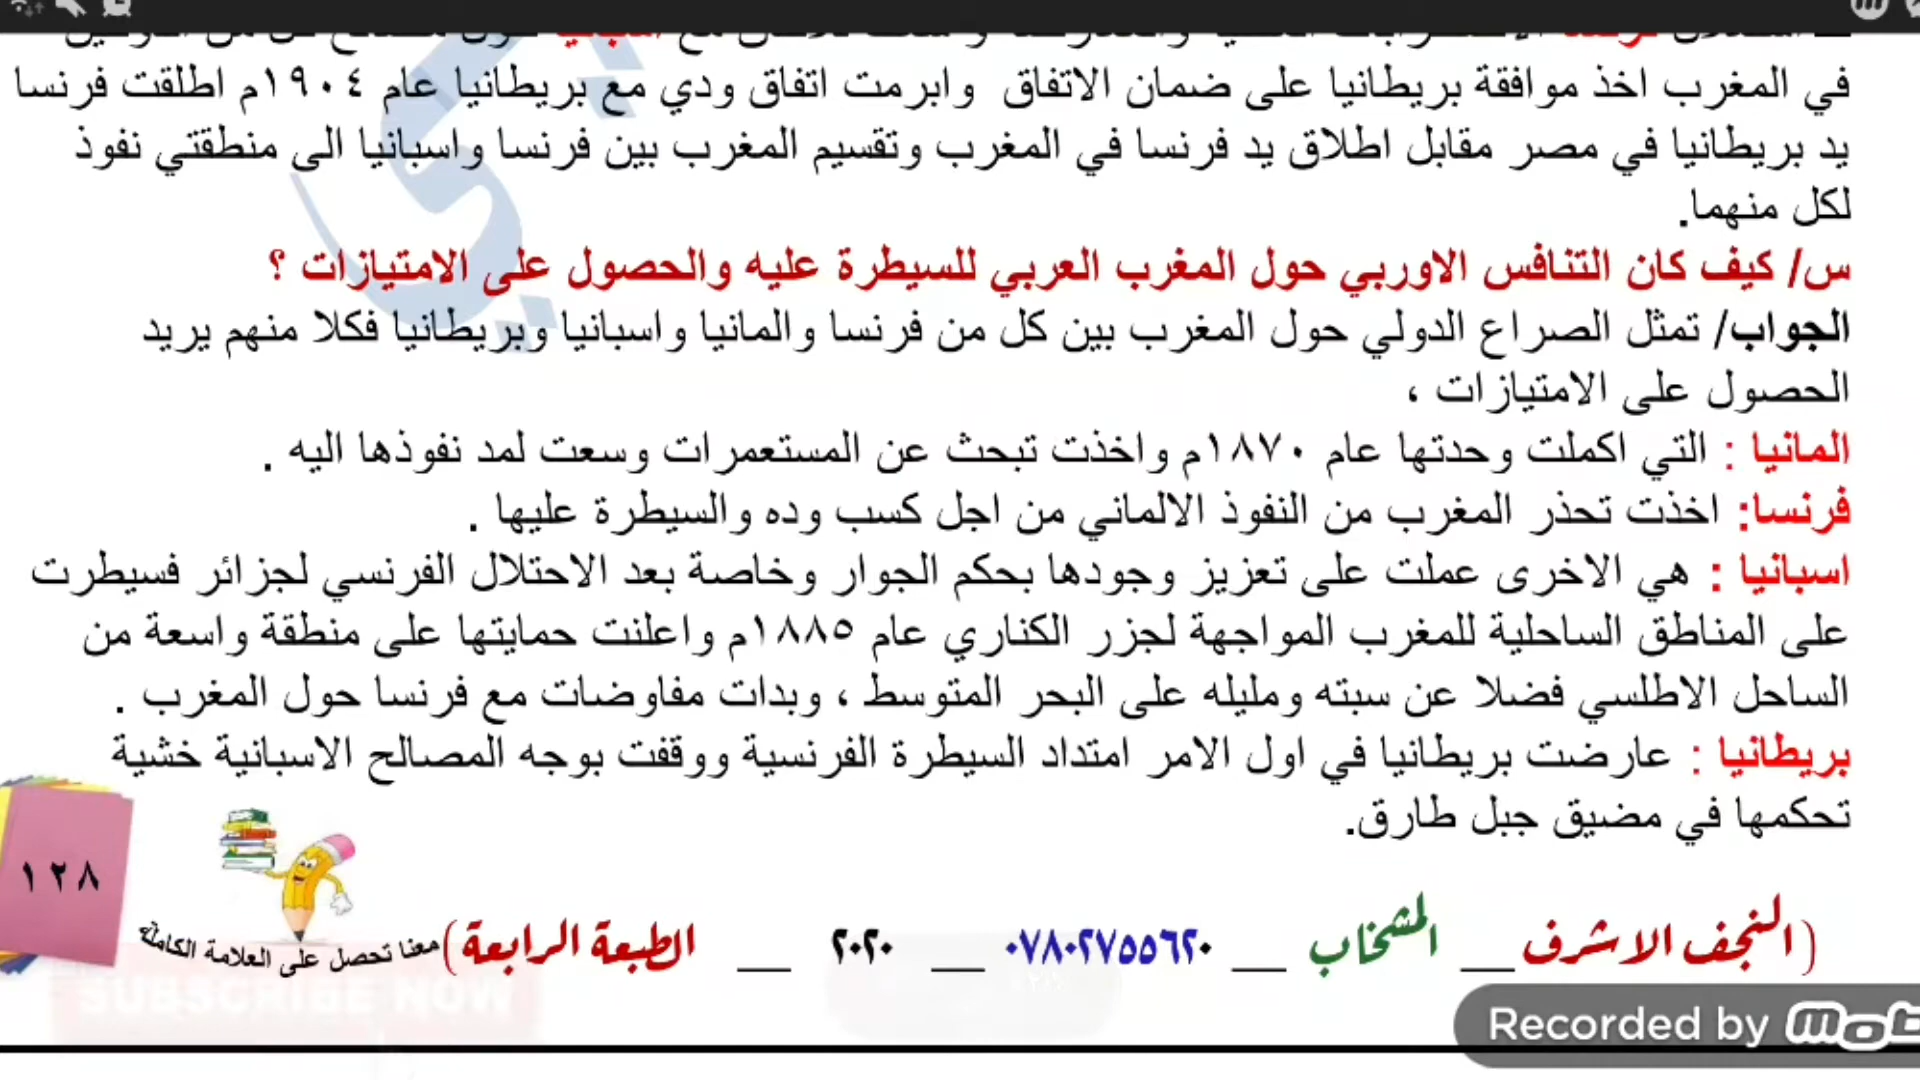 في المغرب اخذ موافقة بريطانيا على ضمان الاتفاق وابرمت اتفاق ودي مع بريطانيا عام ١٩٠٤م اطلقت فرنسا
يد بريطانيا في مصر مقابل اطلاق يد فرنسا في المغرب وتقسيم المغرب بين فرنسا واسبانيا الى منطقتي نفوذ
لكل منهما.
س/ كيف كان التنافس الاوربي حول المغرب العربي للسيطرة عليه والحصول على الامتيازات ؟
الجواب/ تمثل الصراع الدولي حول المغرب بين كل من فرنسا والمانيا واسبانيا وبريطانيا فكلا منهم يريد
الحصول على الامتيازات ،
المانيا : التي اكملت وحدتها عام ١٨٧٠م واخذت تبحث عن المستعمرات وسعت لمد نفوذها اليه .
فرنسا: اخذت تحذر المغرب من النفوذ الالماني من اجل كسب وده والسيطرة عليها .
اسبانيا : هي الاخرى عملت على تعزيز وجودها بحكم الجوار وخاصة بعد الاحتلال الفرنسي لجزائر فسيطرت
على المناطق الساحلية للمغرب المواجهة لجزر الكناري عام ١٨٨٥م واعلنت حمايتها على منطقة واسعة من
الساحل الاطلسي فضلا عن سبته ومليله على البحر المتوسط ، وبدات مفاوضات مع فرنسا حول المغرب .
بريطانيا : عارضت بريطانيا في اول الامر امتداد السيطرة الفرنسية ووقفت بوجه المصالح الاسبانية خشية
تحكمها في مضيق جبل طارق.
١٢٨
(النجف الاشرف __ المشخاب __ ٠٧٨٠٢٧٥٥٦٢٠ __ ٢٠٢٠ __ الطبعة الرابعة) معنا تحصل على العلامة الكاملة
SUBSCRIBE NOW
Recorded by